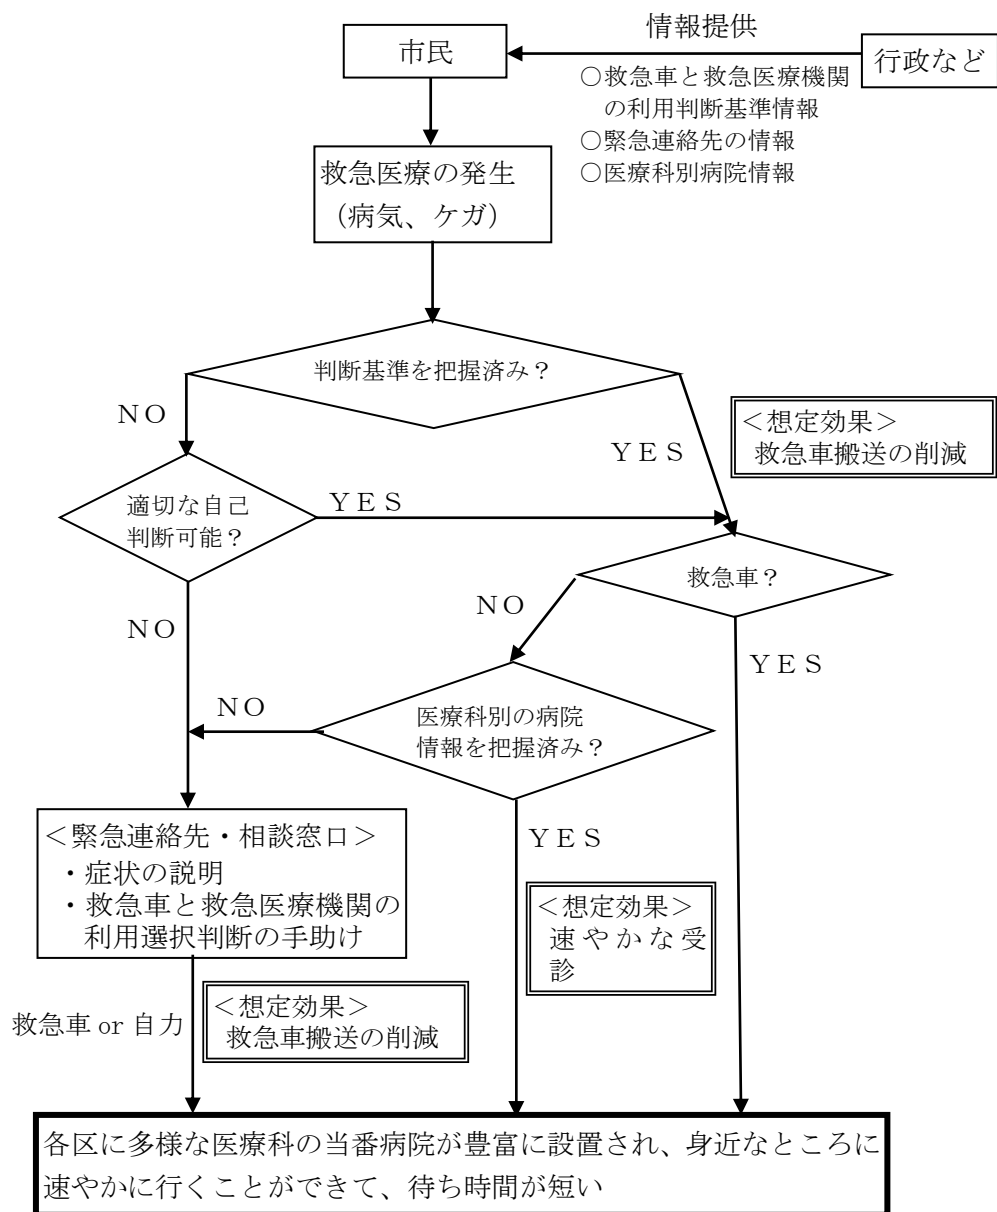 情報提供
市民
行政など
○救急車と救急医療機関
の利用判断基準情報
○緊急連絡先の情報
○医療科別病院情報
救急医療の発生
（病気、ケガ）
判断基準を把握済み？
ＮＯ
ＹＥＳ
＜想定効果＞
救急車搬送の削減
適切な自己
判断可能？
ＹＥＳ
救急車？
ＮＯ
ＮＯ
ＹＥＳ
ＮＯ
医療科別の病院
情報を把握済み？
＜緊急連絡先・相談窓口＞
・症状の説明
・救急車と救急医療機関の
利用選択判断の手助け
ＹＥＳ
＜想定効果＞
速やかな受
診
＜想定効果＞
救急車搬送の削減
救急車 or 自力
各区に多様な医療科の当番病院が豊富に設置され、身近なところに
速やかに行くことができて、待ち時間が短い